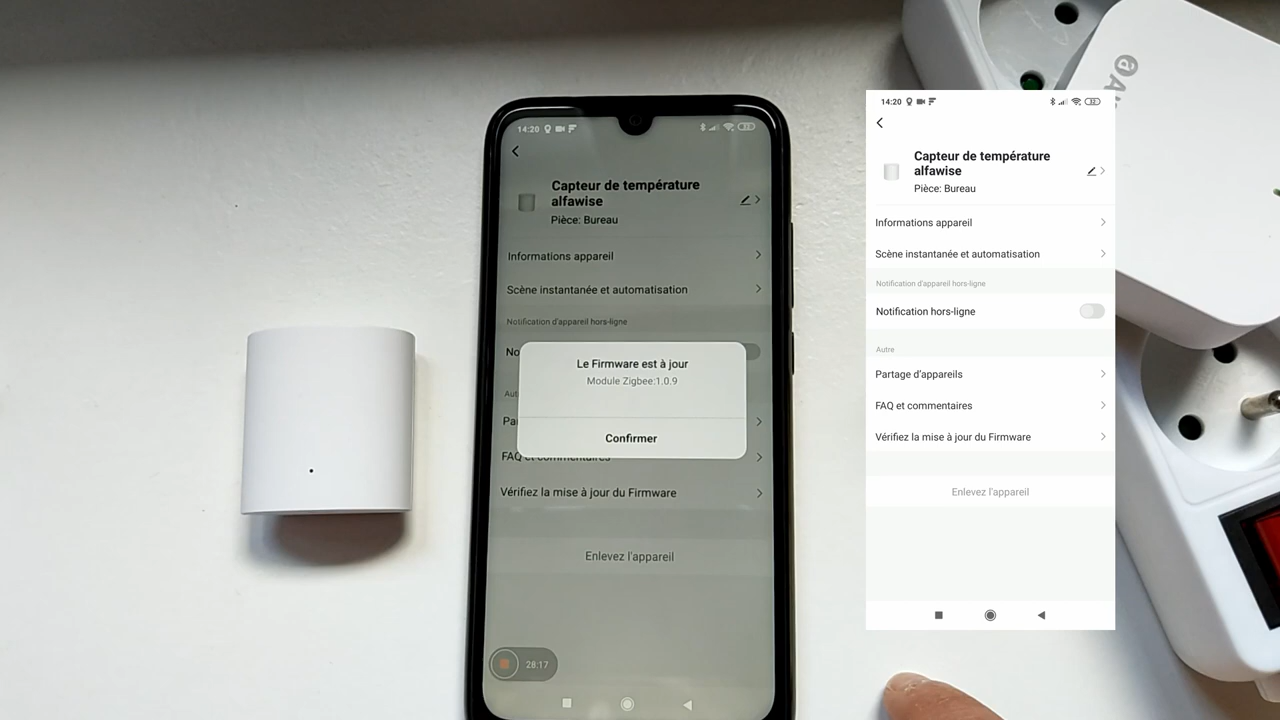 14:20
Capteur de température
alfawise
Pièce: Bureau
Informations appareil
Scène instantanée et automatisation
Notification d'appareil hors-ligne
No
Le Firmware est à jour
Module Zigbee:1.0.9
Confirmer
Aut
Pa
FAQ et commentaires
Vérifiez la mise à jour du Firmware
Enlevez l'appareil
28:17
14:20
Capteur de température
alfawise
Pièce: Bureau
Informations appareil
Scène instantanée et automatisation
Notification d'appareil hors-ligne
Notification hors-ligne
Autre
Partage d'appareils
FAQ et commentaires
Vérifiez la mise à jour du Firmware
Enlevez l'appareil